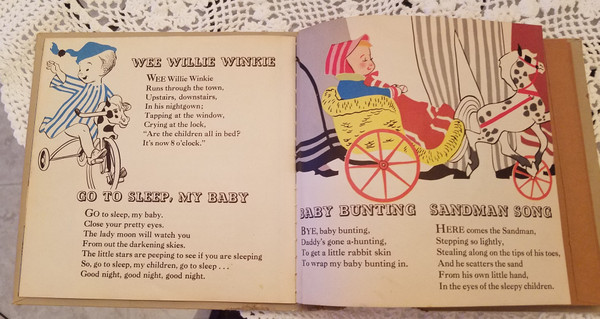 WEE WILLIE WINKIE
WEE Willie Winkie
Runs through the town,
Upstairs, downstairs,
In his nightgown;
Tapping at the window,
Crying at the lock,
"Are the children all in bed?
It's now 8 o'clock."
GO TO SLEEP, MY BABY
GO to sleep, my baby.
Close your pretty eyes.
The lady moon will watch you
From out the darkening skies.
The little stars are peeping to see if you are sleeping
So, go to sleep, my children, go to sleep . . .
Good night, good night, good night.
BABY BUNTING
BYE, baby bunting,
Daddy's gone a-hunting,
To get a little rabbit skin
To wrap my baby bunting in.
SANDMAN SONG
HERE comes the Sandman,
Stepping so lightly,
Stealing along on the tips of his toes,
And he scatters the sand
From his own little hand,
In the eyes of the sleepy children.